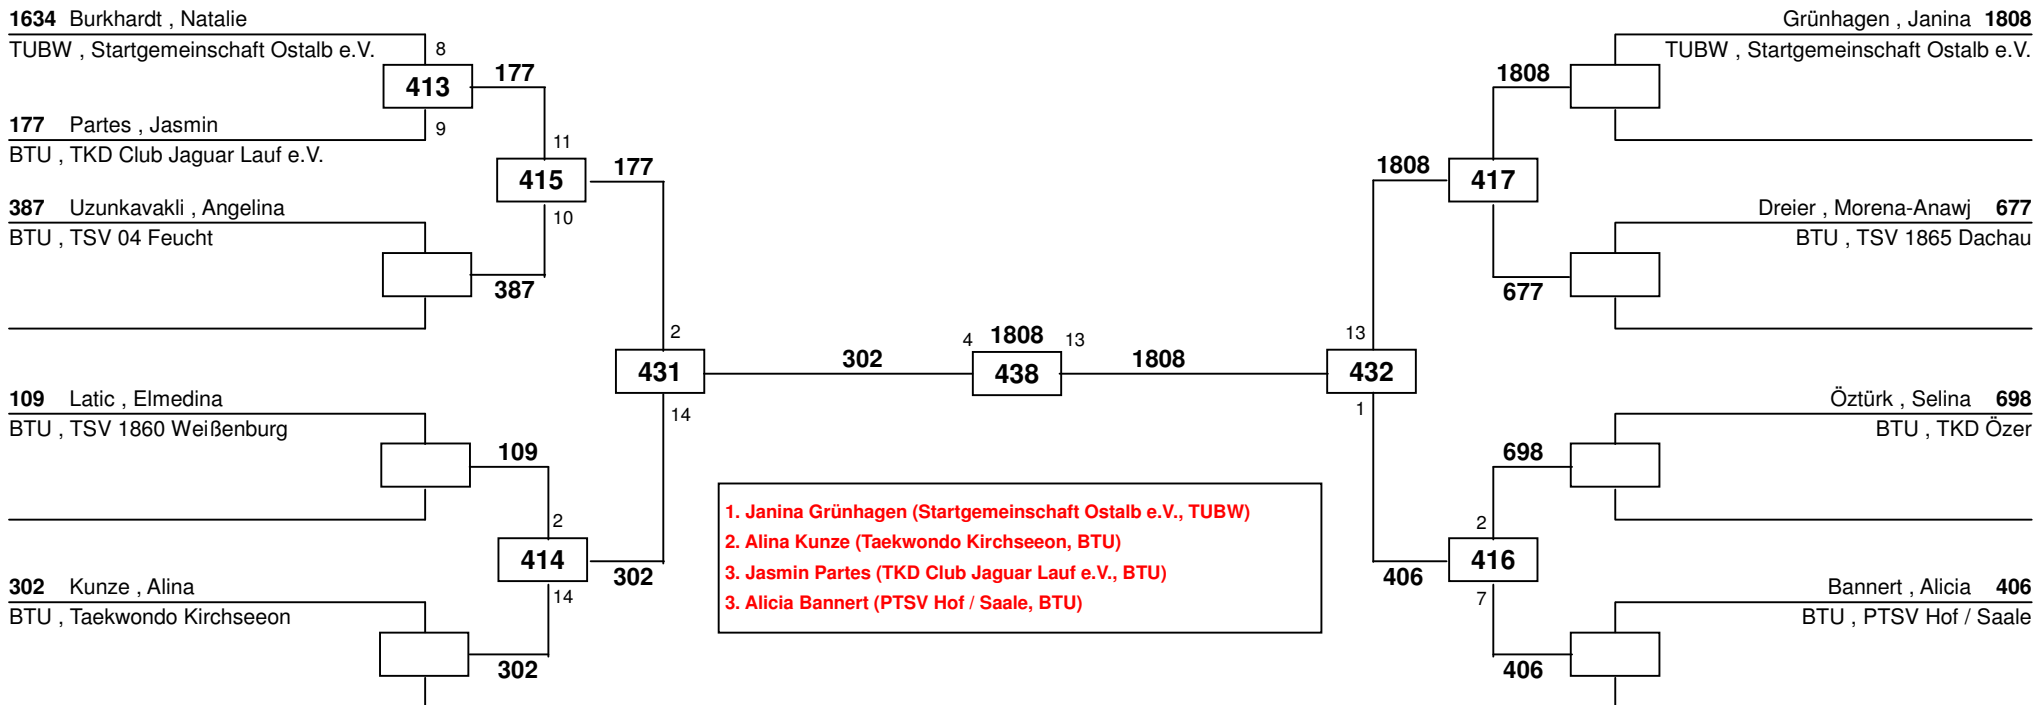 1634 Burkhardt , Natalie
TUBW , Startgemeinschaft Ostalb e.V.
8
413
177
177 Partes , Jasmin
9
BTU , TKD Club Jaguar Lauf e.V.
11
415
177
387 Uzunkavakli , Angelina
10
BTU , TSV 04 Feucht
387
2
431
302
14
109 Latic , Elmedina
BTU , TSV 1860 Weißenburg
109
2
414
302
14
302 Kunze , Alina
BTU , Taekwondo Kirchseeon
302
4 1808 13
438
1808
1. Janina Grünhagen (Startgemeinschaft Ostalb e.V., TUBW)
2. Alina Kunze (Taekwondo Kirchseeon, BTU)
3. Jasmin Partes (TKD Club Jaguar Lauf e.V., BTU)
3. Alicia Bannert (PTSV Hof / Saale, BTU)
Grünhagen , Janina 1808
TUBW , Startgemeinschaft Ostalb e.V.
1808
1808
417
Dreier , Morena-Anawj 677
BTU , TSV 1865 Dachau
677
13
432
1
Öztürk , Selina 698
BTU , TKD Özer
698
2
416
406
7
Bannert , Alicia 406
BTU , PTSV Hof / Saale
406